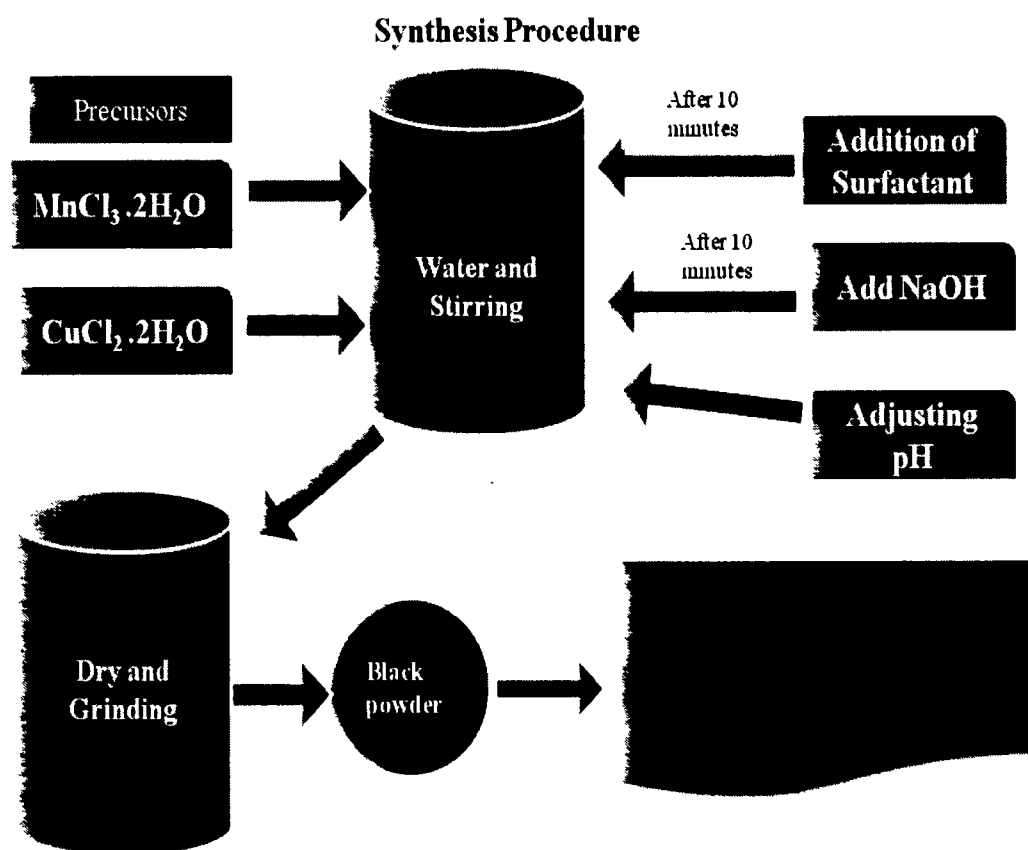 Synthesis Procedure
Precursors
MnCl₃.2H₂O
CuCl₂.2H₂O
Water and
Stirring
After 10
minutes
Addition of
Surfactant
After 10
minutes
Add NaOH
Adjusting
pH
Dry and
Grinding
Black
powder